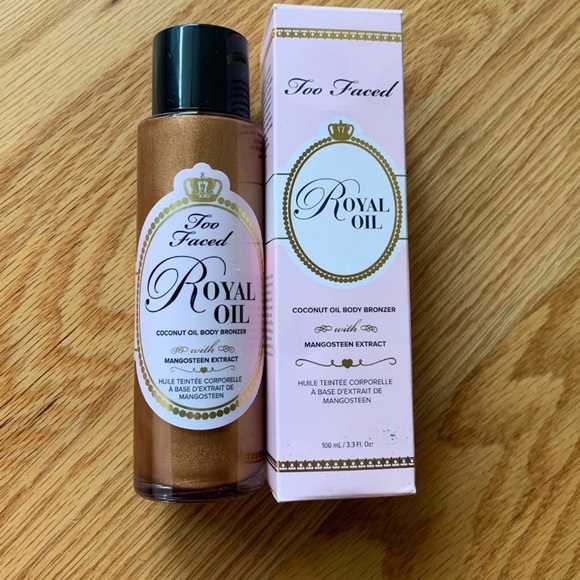 Too
Faced
ROYAL
OIL
COCONUT OIL BODY BRONZER
with
MANGOSTEEN EXTRACT
HUILE TEINTÉE CORPORELLE
À BASE D'EXTRAIT DE
MANGOSTEEN
Too Faced
ROYAL
OIL
COCONUT OIL BODY BRONZER
with
MANGOSTEEN EXTRACT
HUILE TEINTÉE CORPORELLE
À BASE D'EXTRAIT DE
MANGOSTEEN
100 mL / 3.3 Fl. Oz.